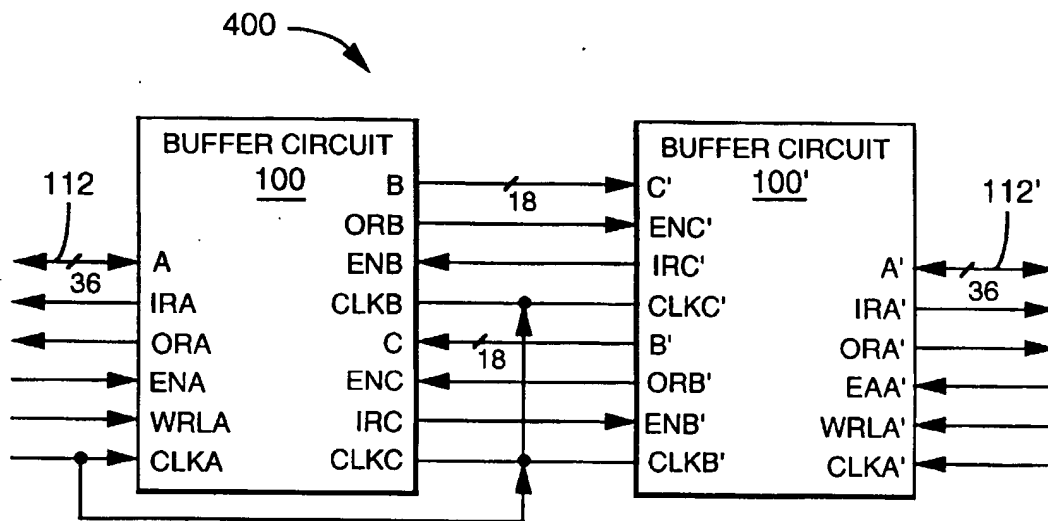 400
BUFFER CIRCUIT
100
112
36
A
IRA
ORA
ENA
WRLA
CLKA
B
ORB
ENB
CLKB
C
ENC
IRC
CLKC
18
18
BUFFER CIRCUIT
100'
C'
ENC'
IRC'
CLKC'
B'
ORB'
ENB'
CLKB'
112'
36
A'
IRA'
ORA'
EAA'
WRLA'
CLKA'